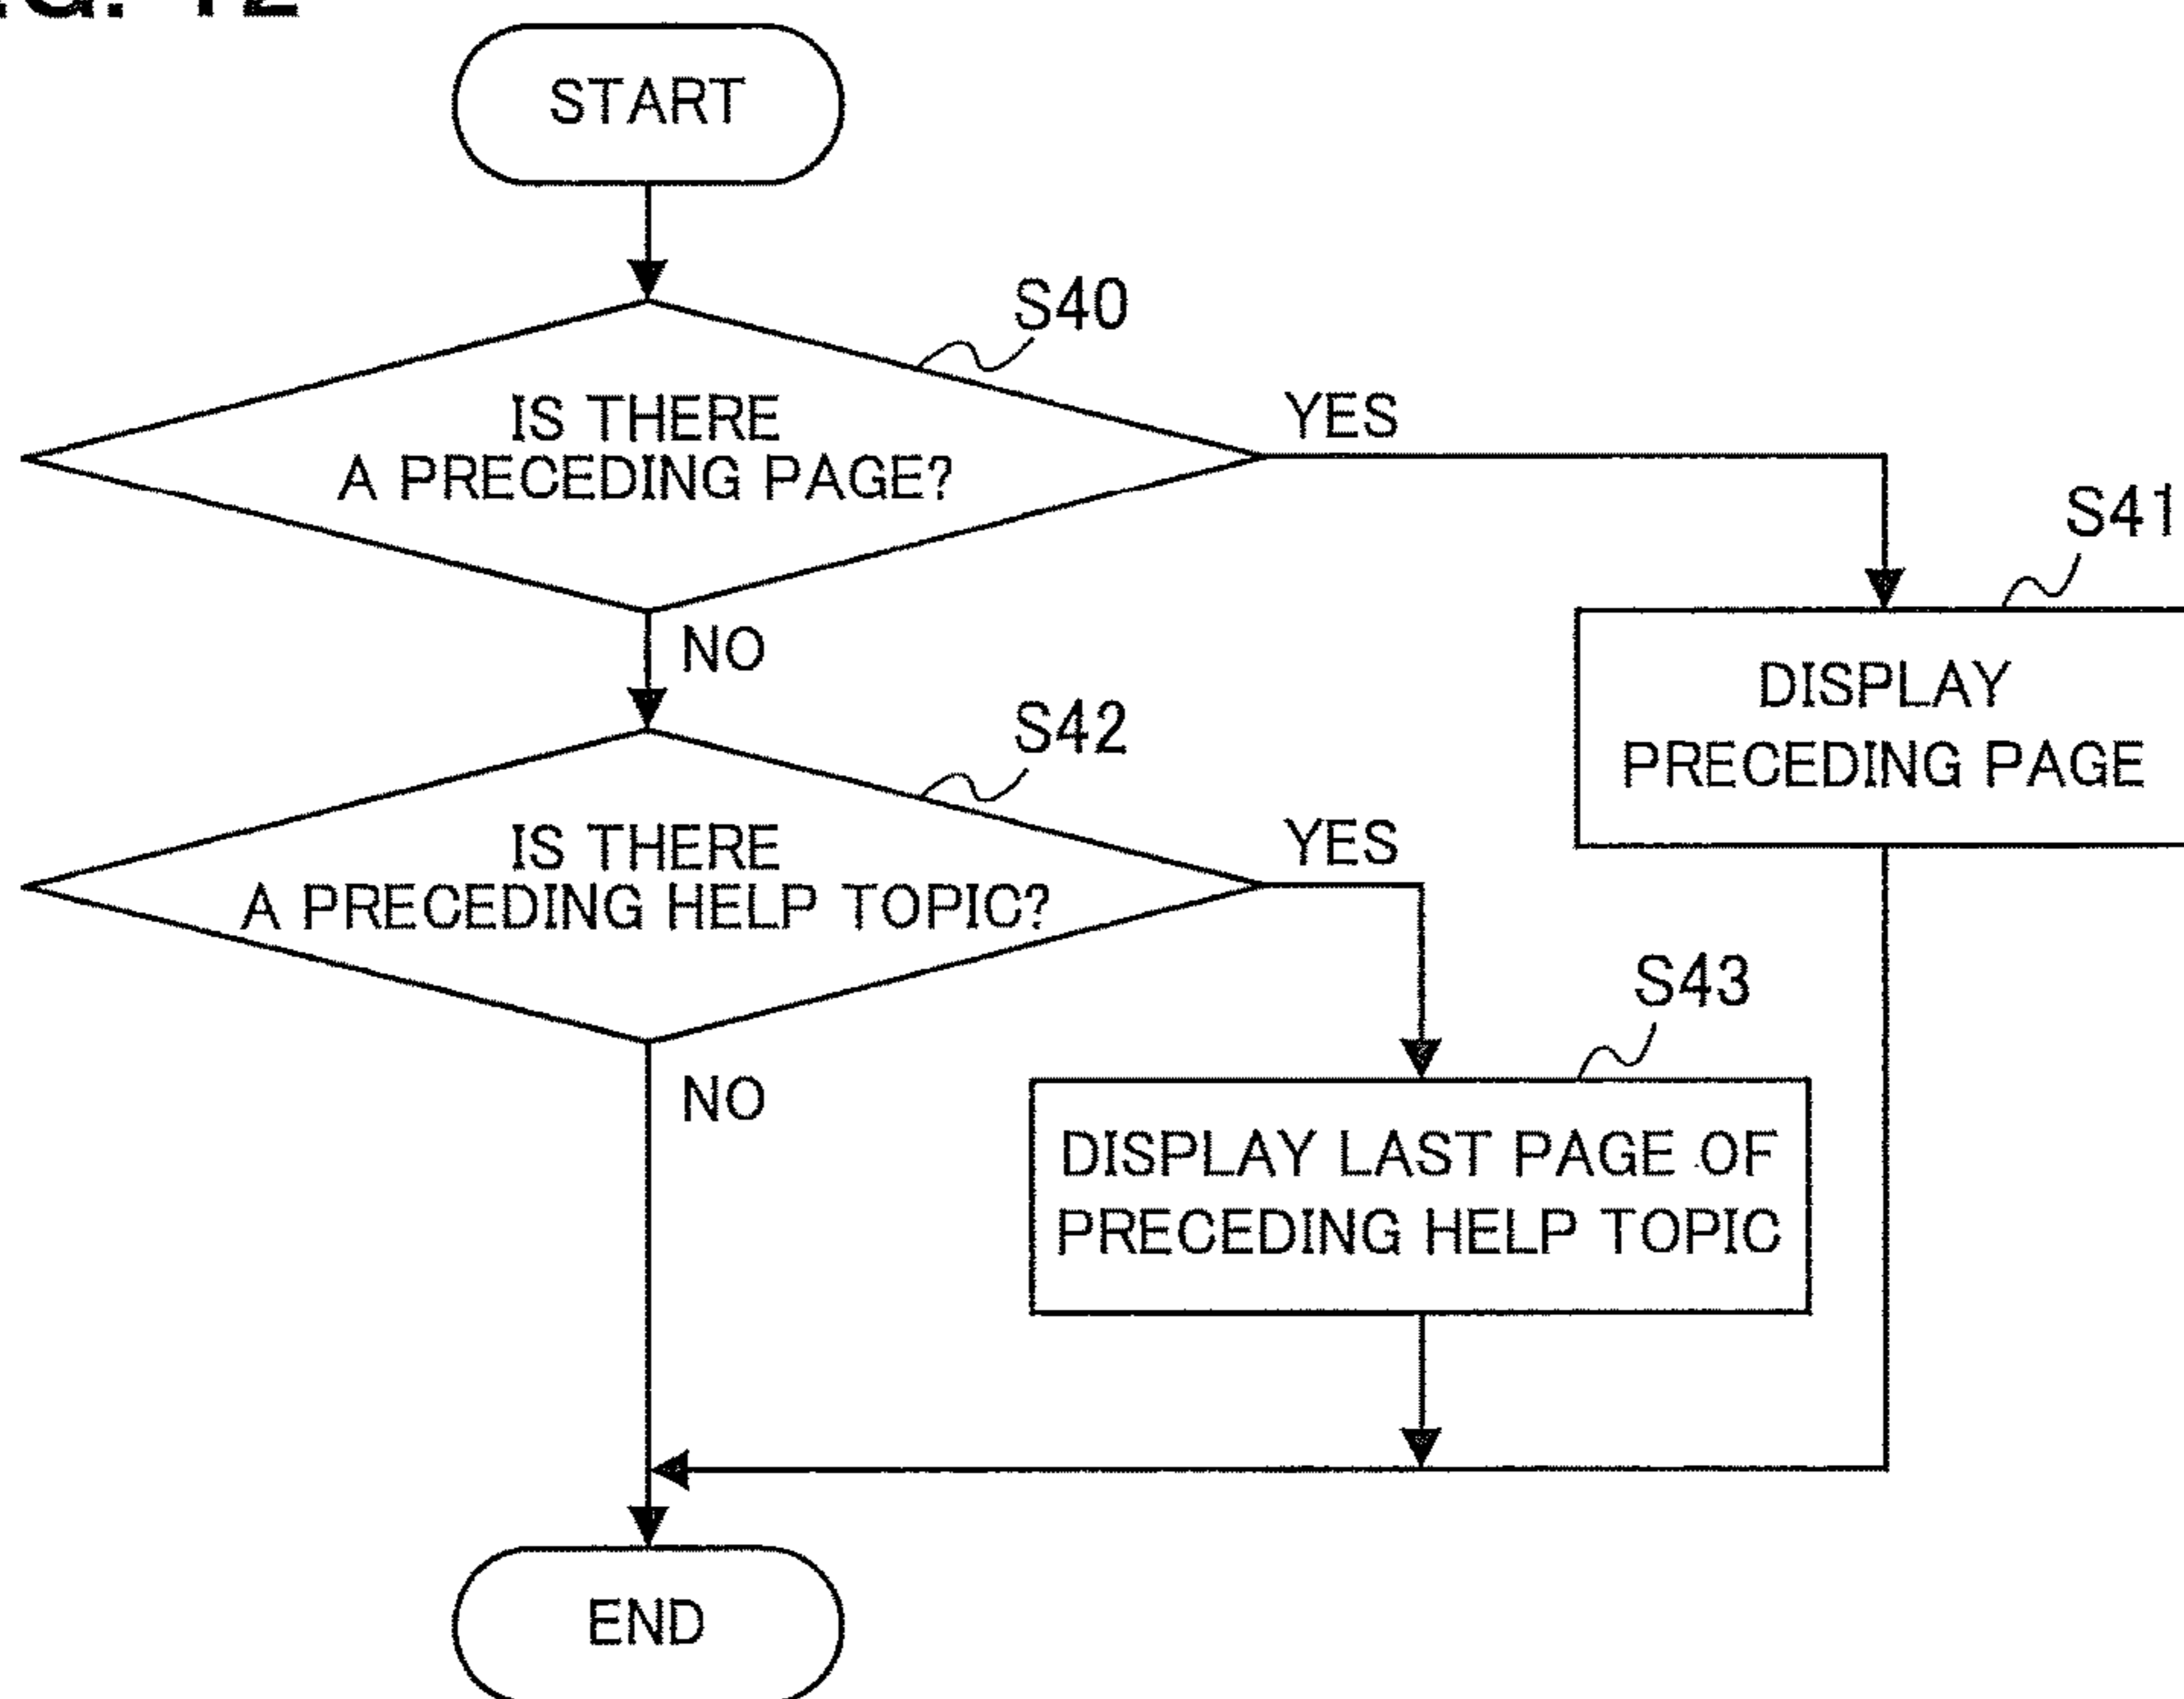 12
START
S40
IS THERE
A PRECEDING PAGE?
YES
S41
NO
DISPLAY
PRECEDING PAGE
S42
IS THERE
A PRECEDING HELP TOPIC?
YES
S43
NO
DISPLAY LAST PAGE OF
PRECEDING HELP TOPIC
END